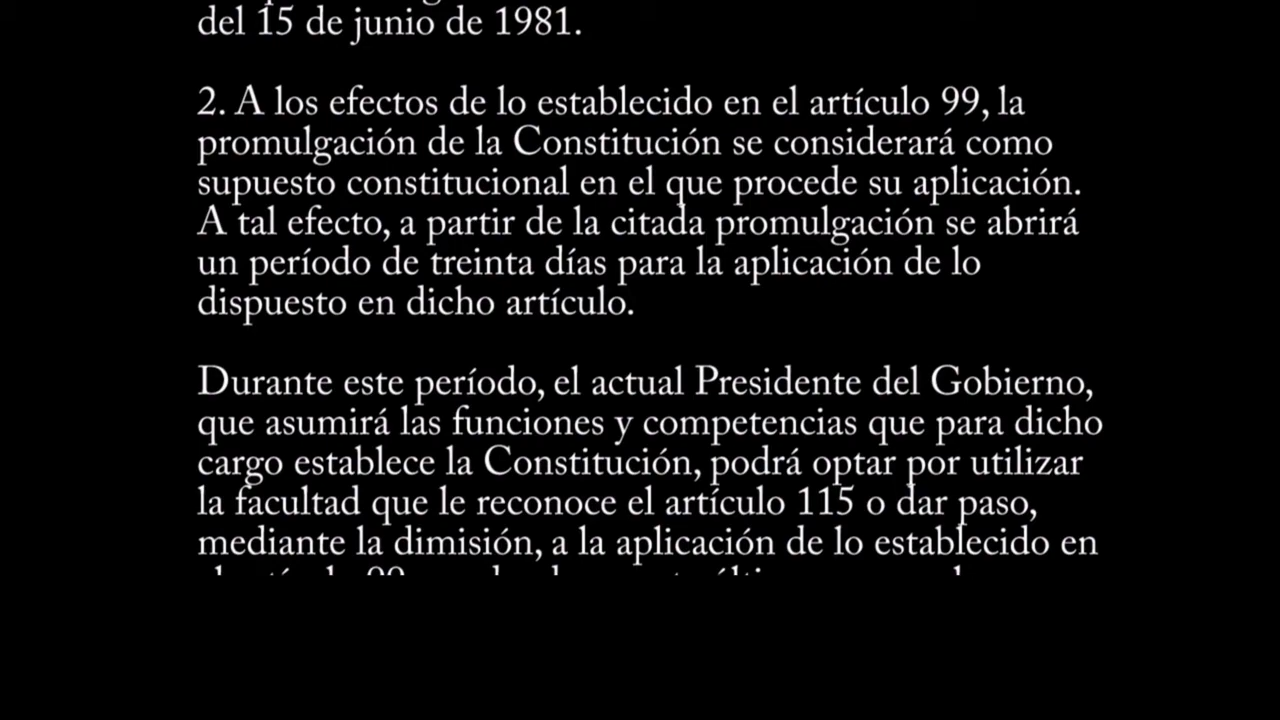 del 15 de junio de 1981.
2. A los efectos de lo establecido en el artículo 99, la
promulgación de la Constitución se considerará como
supuesto constitucional en el que procede su aplicación.
A tal efecto, a partir de la citada promulgación se abrirá
un período de treinta días para la aplicación de lo
dispuesto en dicho artículo.
Durante este período, el actual Presidente del Gobierno,
que asumirá las funciones y competencias que para dicho
cargo establece la Constitución, podrá optar por utilizar
la facultad que le reconoce el artículo 115 o dar paso,
mediante la dimisión, a la aplicación de lo establecido en